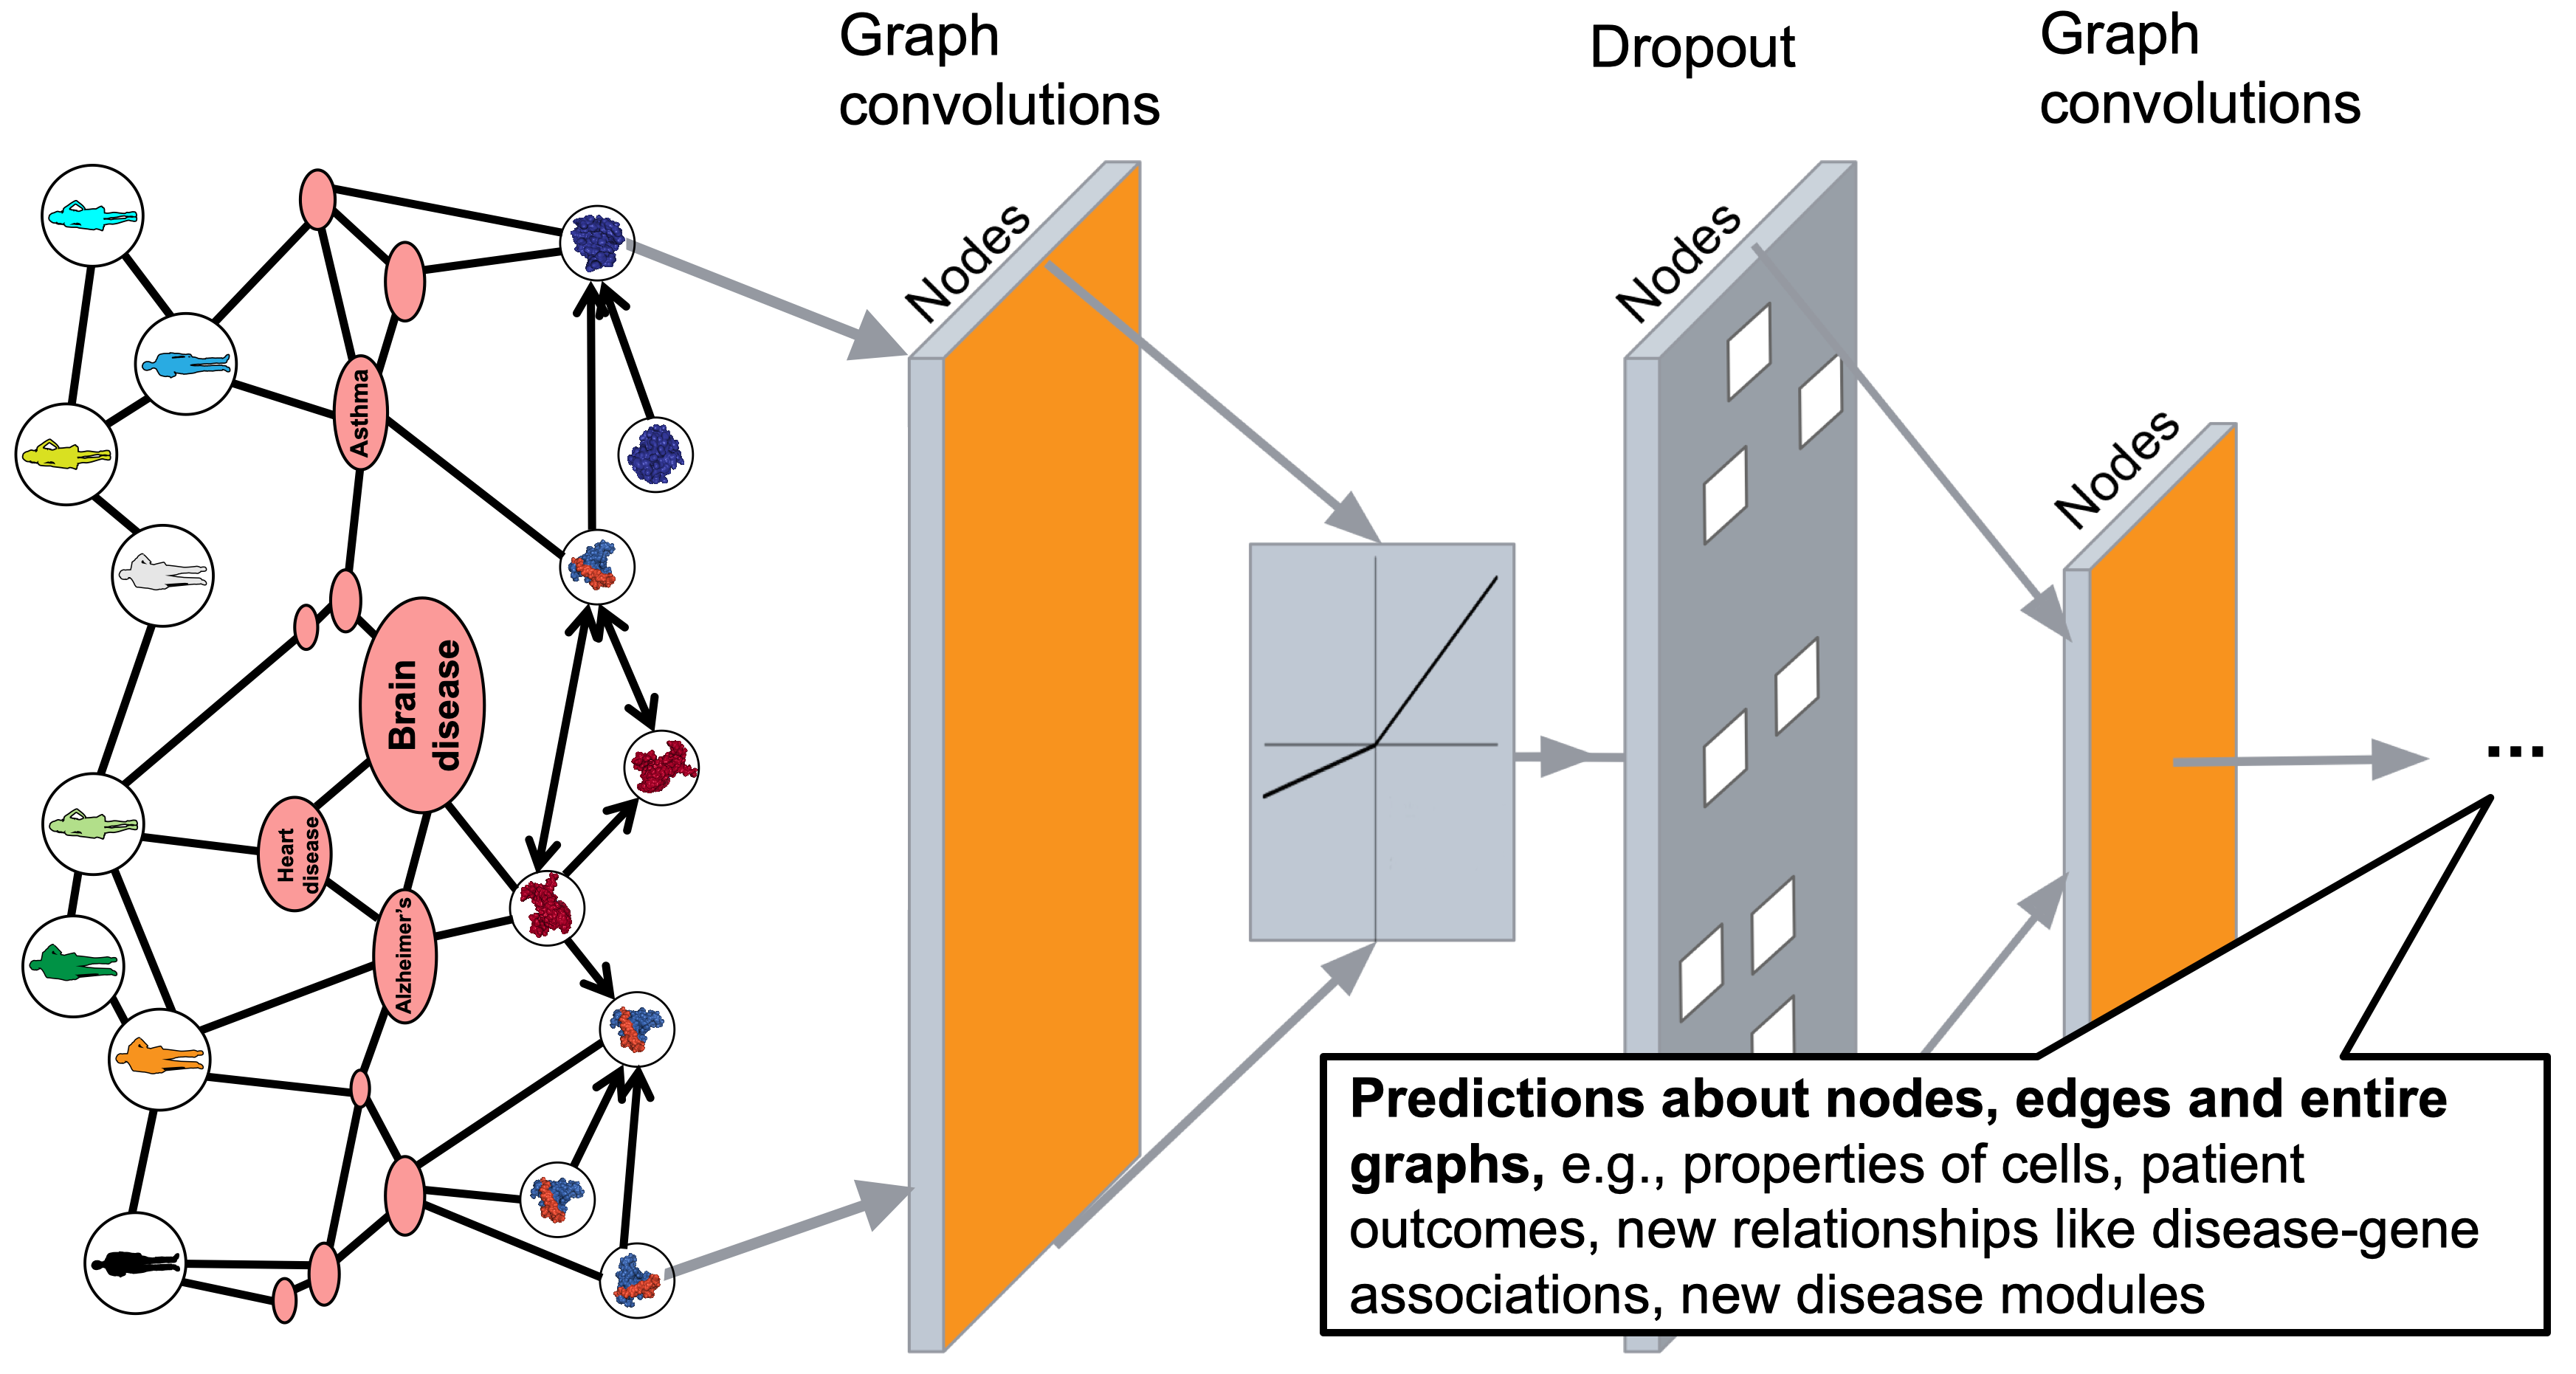 Graph
convolutions
Dropout
Graph
convolutions
Nodes
Nodes
Nodes
Asthma
Brain
disease
Heart
disease
Alzheimer's
...
Predictions about nodes, edges and entire
graphs, e.g., properties of cells, patient
outcomes, new relationships like disease-gene
associations, new disease modules